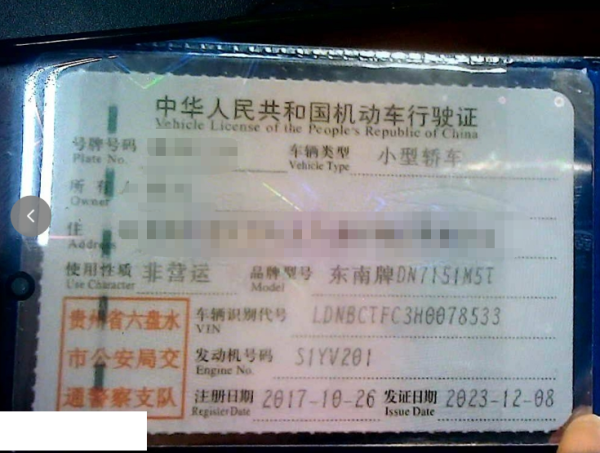 中华人民共和国机动车行驶证
Vehicle License of the People's Republic of China
号牌号码 车辆类型 小型轿车
Plate No. Vehicle Type
所有人
Owner
住
Address
使用性质 非营运 品牌型号 东南牌DN7151M5T
Use Character Model
贵州省六盘水
市公安局交
通警察支队
车辆识别代号 LDNBCTFC3H0078533
VIN
发动机号码 S1YV201
Engine No.
注册日期 2017-10-26 发证日期 2023-12-08
Register Date Issue Date